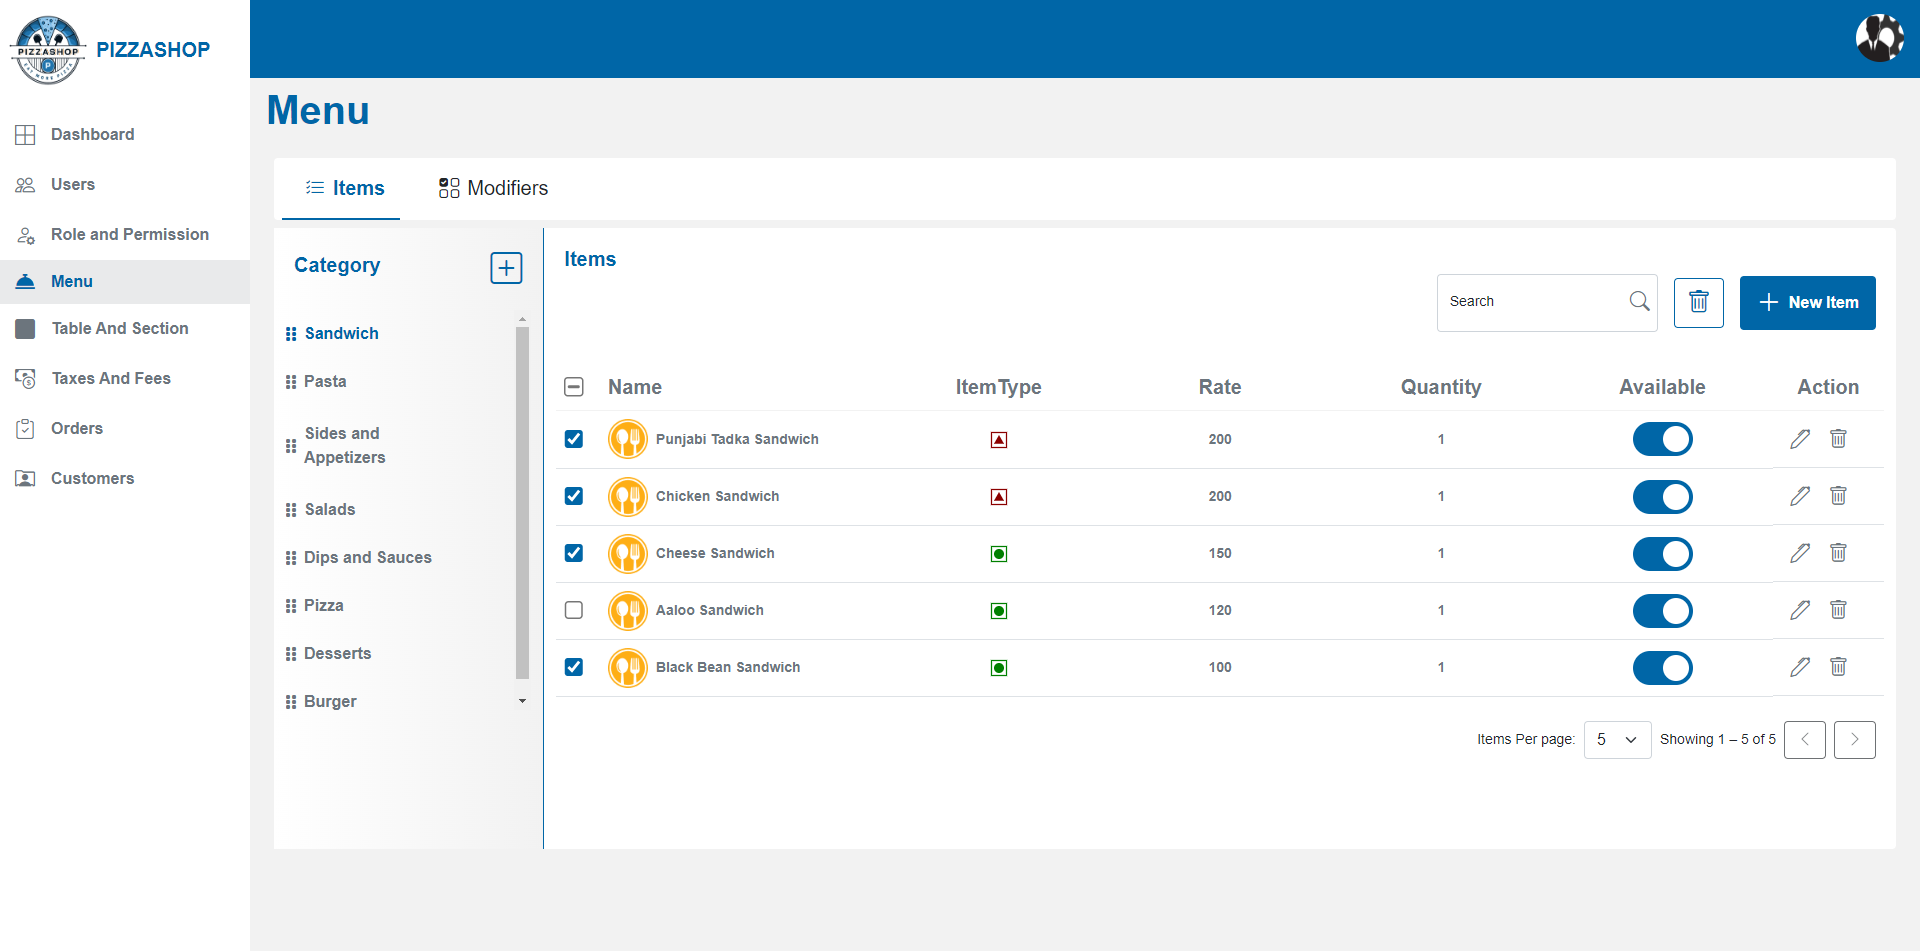 PIZZASHOP
EAT MORE PIZZA
PIZZASHOP
Dashboard
Users
Role and Permission
Menu
Table And Section
Taxes And Fees
Orders
Customers
Menu
Items
Modifiers
Category
Sandwich
Pasta
Sides and
Appetizers
Salads
Dips and Sauces
Pizza
Desserts
Burger
Items
Search
New Item
Name ItemType Rate Quantity Available Action
Punjabi Tadka Sandwich 200 1
Chicken Sandwich 200 1
Cheese Sandwich 150 1
Aaloo Sandwich 120 1
Black Bean Sandwich 100 1
Items Per page: 5 Showing 1 – 5 of 5